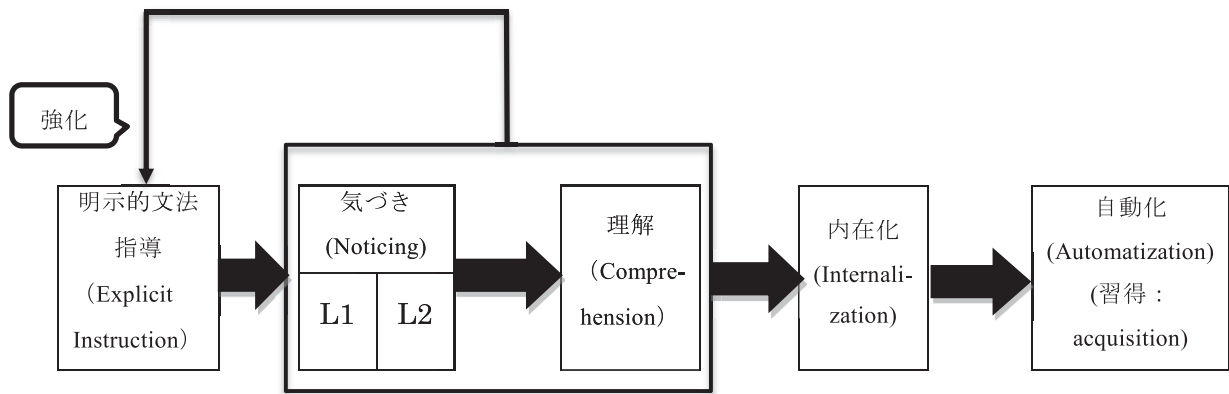 強化
明示的文法
指導
（Explicit
Instruction）
気づき
(Noticing)
L1
L2
理解
（Compre-
hension）
内在化
(Internali-
zation)
自動化
(Automatization)
(習得：
acquisition)